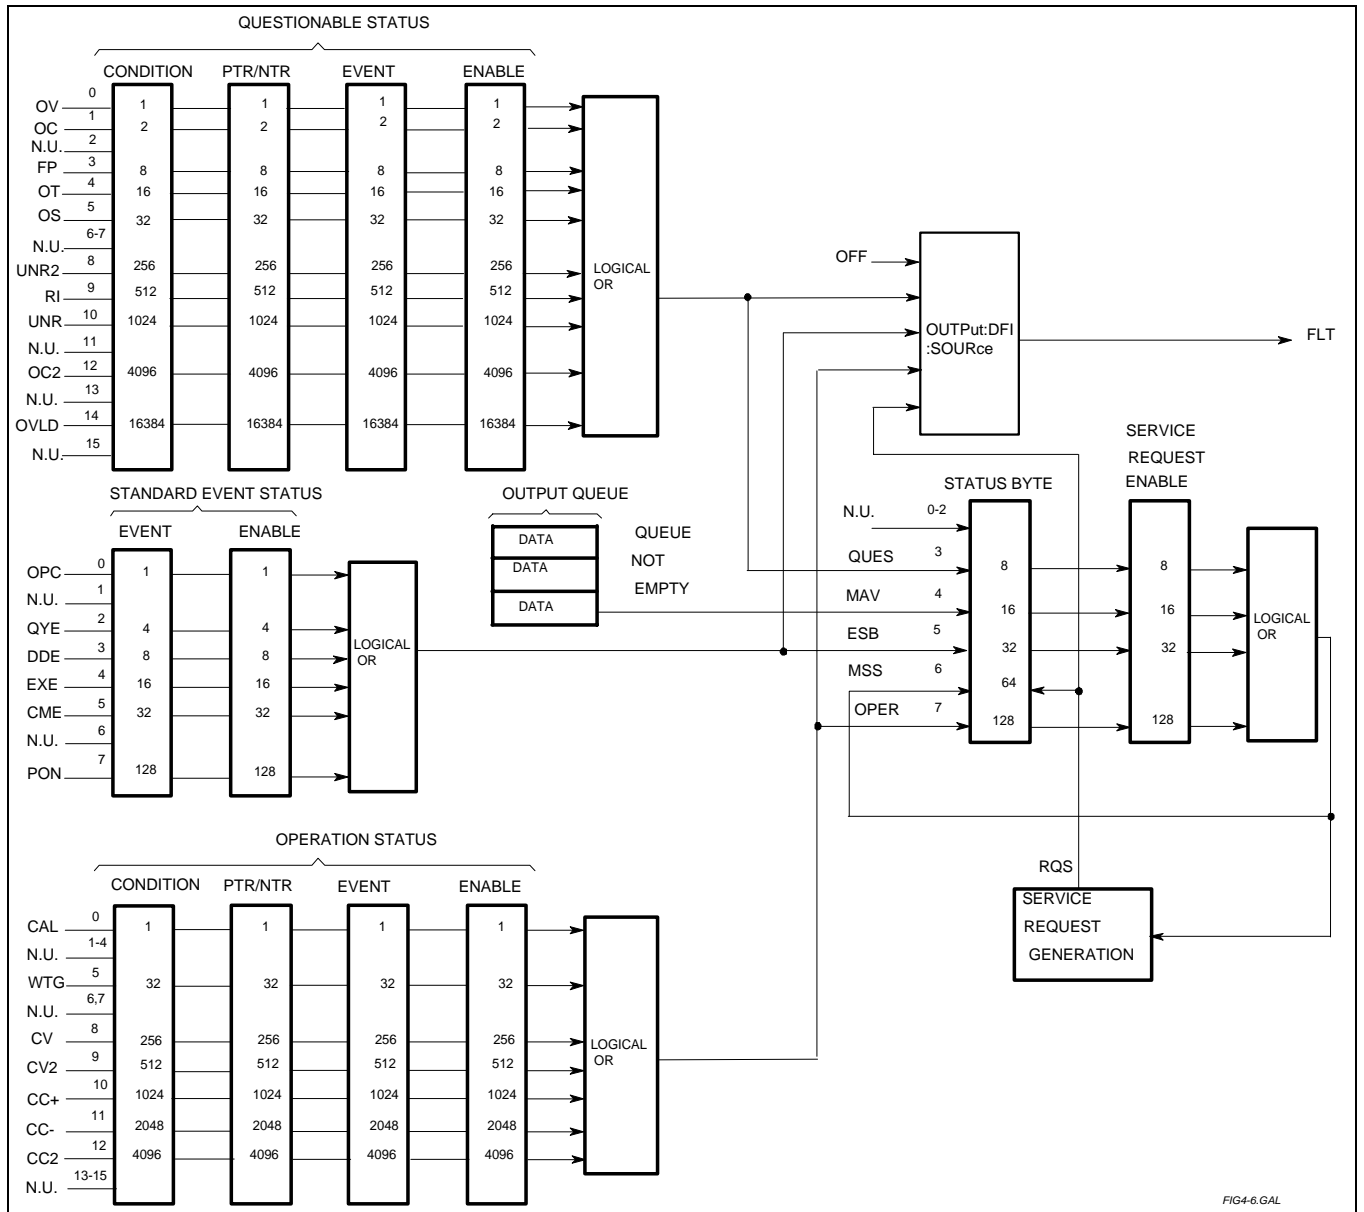 QUESTIONABLE STATUS
CONDITION PTR/NTR EVENT ENABLE
OV 0 1 1 1 1
OC 1 2 2 2 2
N.U. 2
FP 3 8 8 8 8
OT 4 16 16 16 16
OS 5 32 32 32 32
N.U. 6-7
UNR2 8 256 256 256 256
RI 9 512 512 512 512
UNR 10 1024 1024 1024 1024
N.U. 11
OC2 12 4096 4096 4096 4096
N.U. 13
OVLD 14 16384 16384 16384 16384
N.U. 15
LOGICAL
OR
OFF
OUTPut:DFI
:SOURce
FLT
STANDARD EVENT STATUS
EVENT ENABLE
OPC 0 1 1
N.U. 1
QYE 2 4 4
DDE 3 8 8
EXE 4 16 16
CME 5 32 32
N.U. 6
PON 7 128 128
LOGICAL
OR
OUTPUT QUEUE
DATA
DATA
DATA
QUEUE
NOT
EMPTY
STATUS BYTE
SERVICE
REQUEST
ENABLE
N.U. 0-2
QUES 3 8 8
MAV 4 16 16
ESB 5 32 32
MSS 6 64
OPER 7 128 128
LOGICAL
OR
RQS
SERVICE
REQUEST
GENERATION
OPERATION STATUS
CONDITION PTR/NTR EVENT ENABLE
CAL 0 1 1 1 1
N.U. 1-4
WTG 5 32 32 32 32
N.U. 6,7
CV 8 256 256 256 256
CV2 9 512 512 512 512
CC+ 10 1024 1024 1024 1024
CC- 11 2048 2048 2048 2048
CC2 12 4096 4096 4096 4096
N.U. 13-15
LOGICAL
OR
FIG4-6.GAL